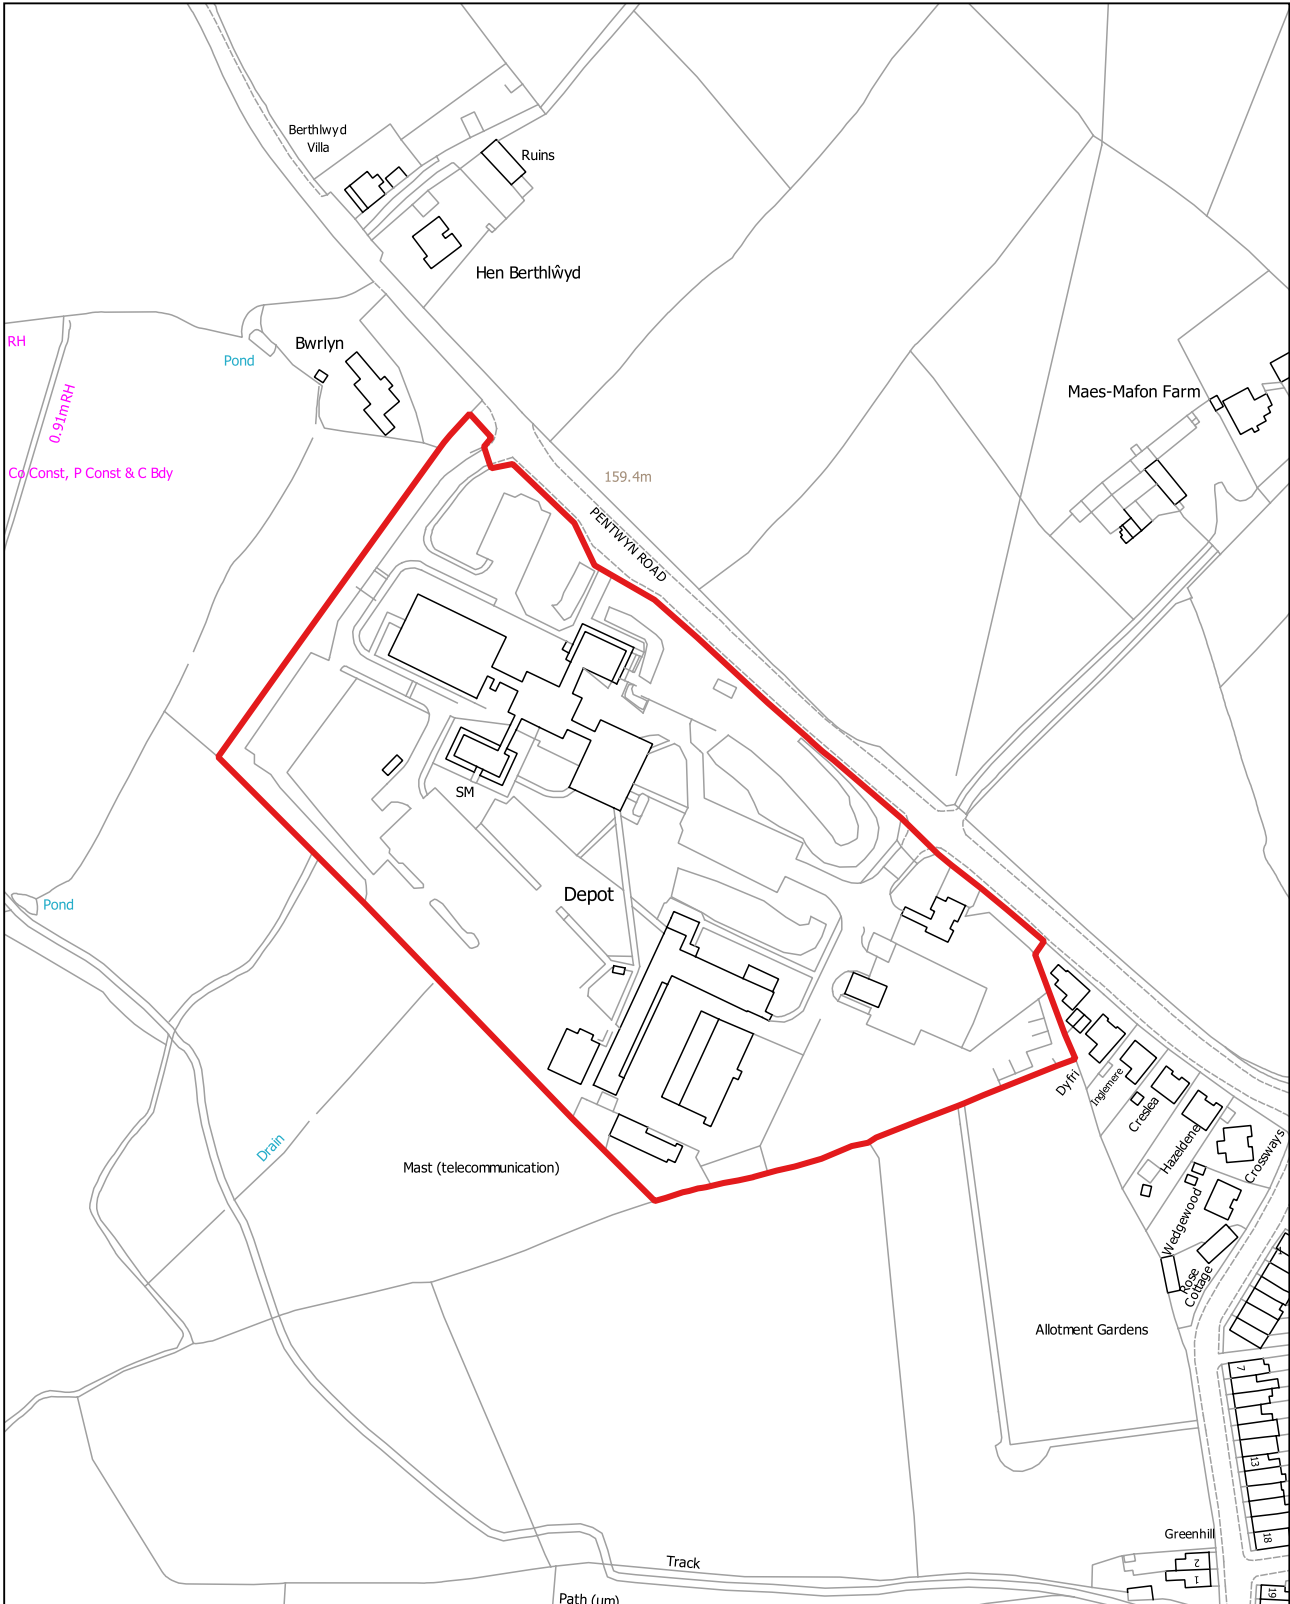 Berthlwyd
Villa
Ruins
Hen Berthlŵyd
RH
0.91m RH
Pond
Bwrlyn
Maes-Mafon Farm
Co Const, P Const & C Bdy
159.4m
PENTWYN ROAD
SM
Depot
Pond
Dyfri
Inglemere
Creslea
Hazeldene
Crossways
Drain
Mast (telecommunication)
Wedgewood
Rose
Cottage
1
Allotment Gardens
7
13
18
Greenhill
2
1
Track
19
Path (um)